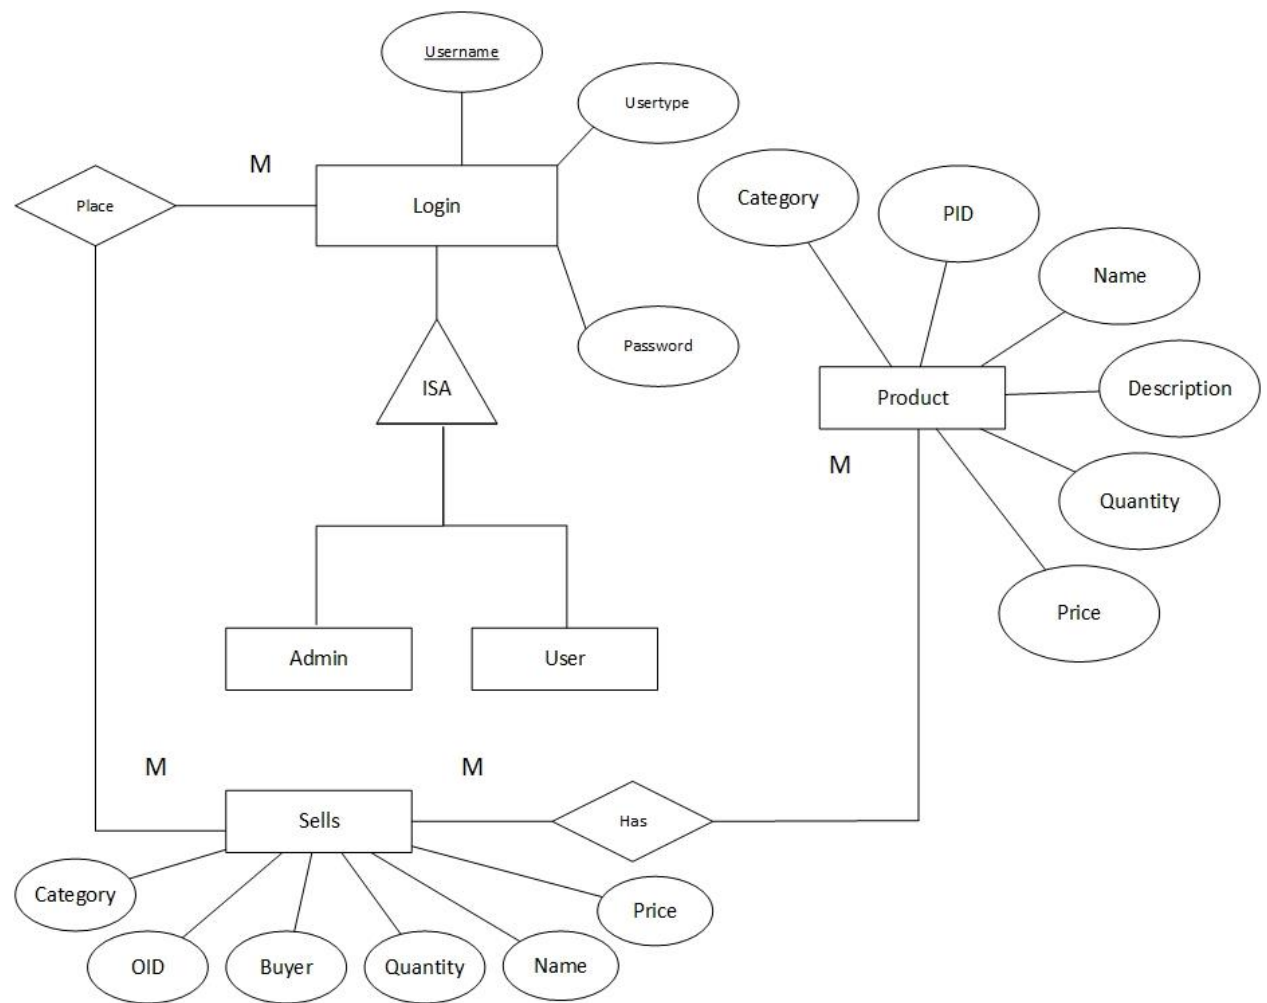 Username
Usertype
M
Place
Login
Category
PID
Name
Password
ISA
Product
Description
M
Quantity
Price
Admin
User
M
M
Sells
Has
Category
Price
OID
Buyer
Quantity
Name